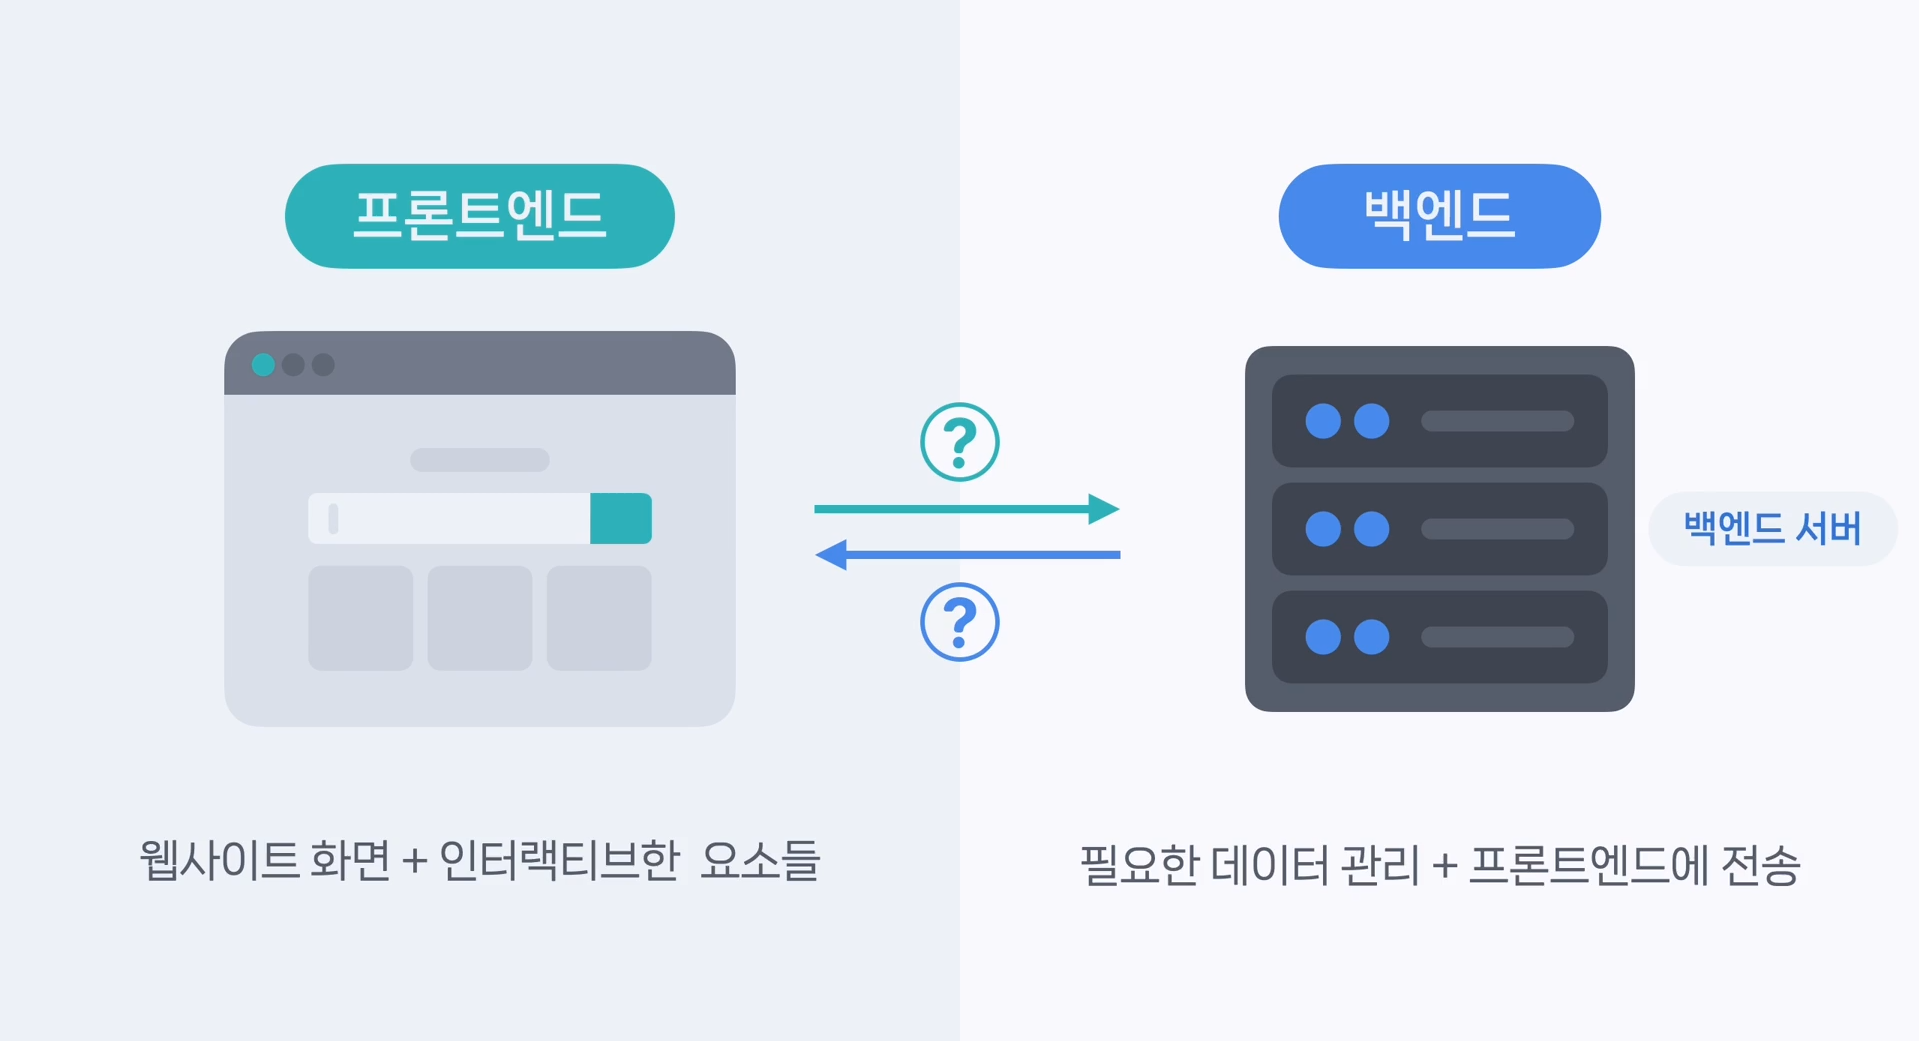 프론트엔드
백엔드
?
?
백엔드 서버
웹사이트 화면 + 인터랙티브한 요소들
필요한 데이터 관리 + 프론트엔드에 전송